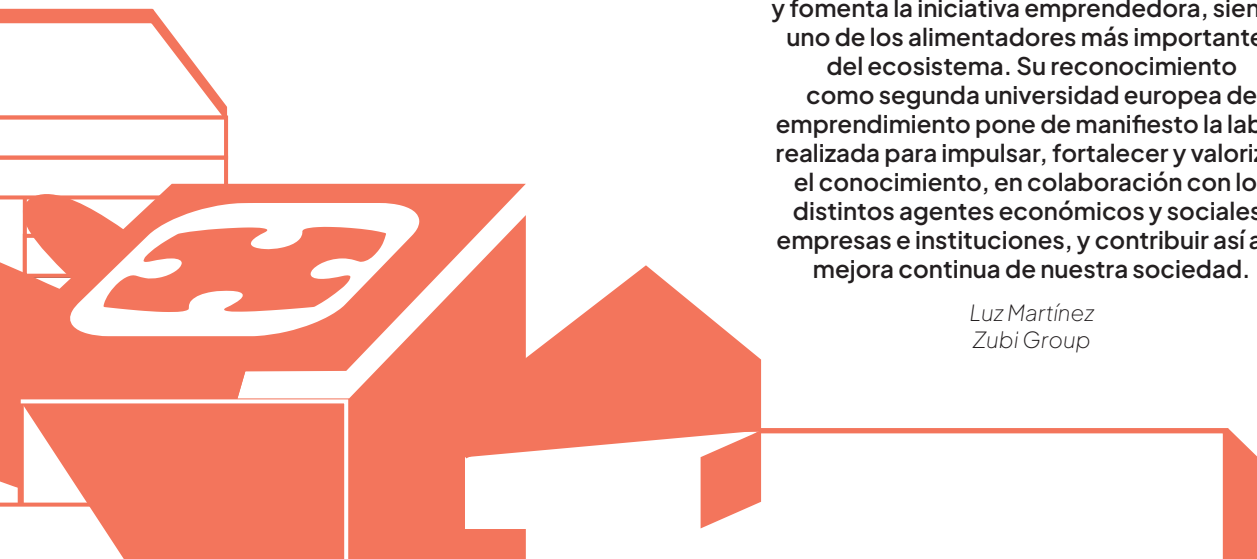 y fomenta la iniciativa emprendedora, sien
uno de los alimentadores más importante
del ecosistema. Su reconocimiento
como segunda universidad europea de
emprendimiento pone de manifiesto la lab
realizada para impulsar, fortalecer y valoriz
el conocimiento, en colaboración con lo
distintos agentes económicos y sociales
empresas e instituciones, y contribuir así a
mejora continua de nuestra sociedad.
Luz Martínez
Zubi Group